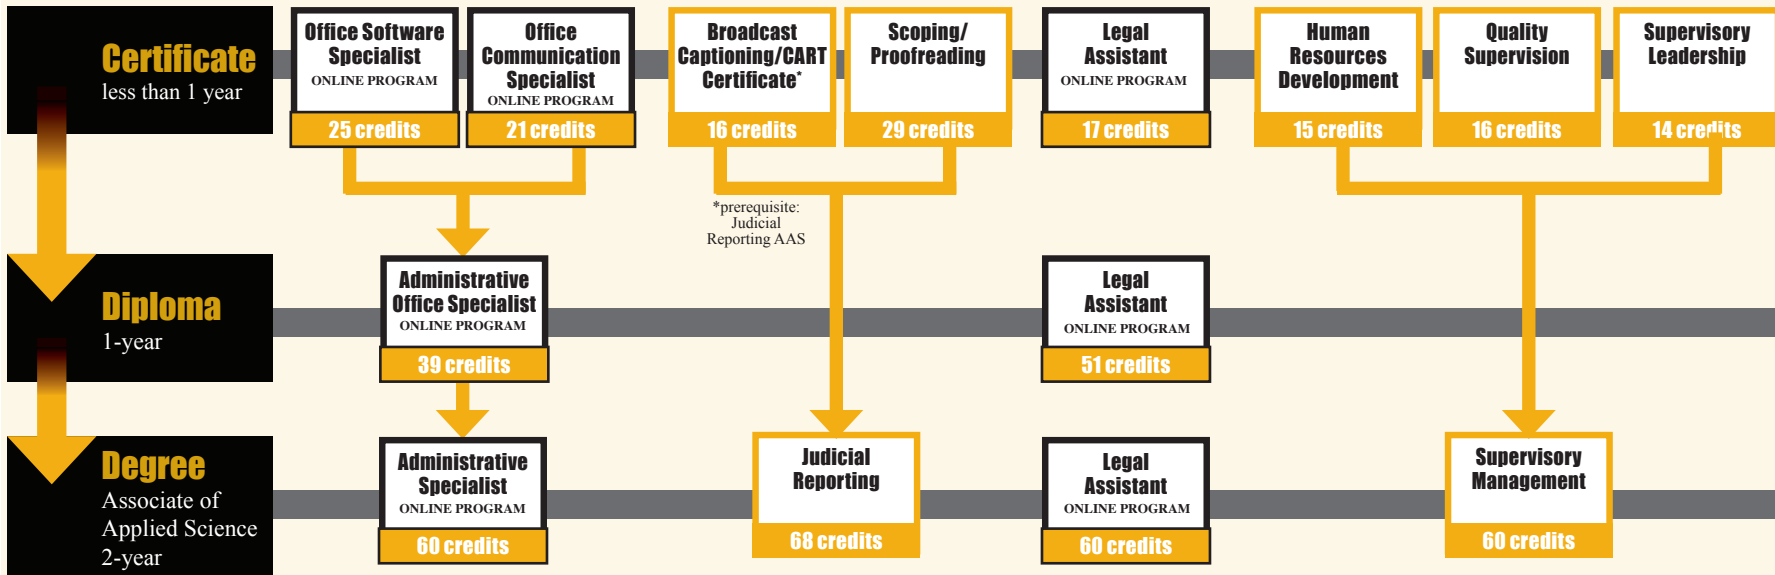 Certificate
less than 1 year
Office Software
Specialist
ONLINE PROGRAM
25 credits
Office
Communication
Specialist
ONLINE PROGRAM
21 credits
Broadcast
Captioning/CART
Certificate*
16 credits
Scoping/
Proofreading
29 credits
Legal
Assistant
ONLINE PROGRAM
17 credits
Human
Resources
Development
15 credits
Quality
Supervision
16 credits
Supervisory
Leadership
14 credits
*prerequisite:
Judicial
Reporting AAS
Diploma
1-year
Administrative
Office Specialist
ONLINE PROGRAM
39 credits
Legal
Assistant
ONLINE PROGRAM
51 credits
Degree
Associate of
Applied Science
2-year
Administrative
Specialist
ONLINE PROGRAM
60 credits
Judicial
Reporting
68 credits
Legal
Assistant
ONLINE PROGRAM
60 credits
Supervisory
Management
60 credits